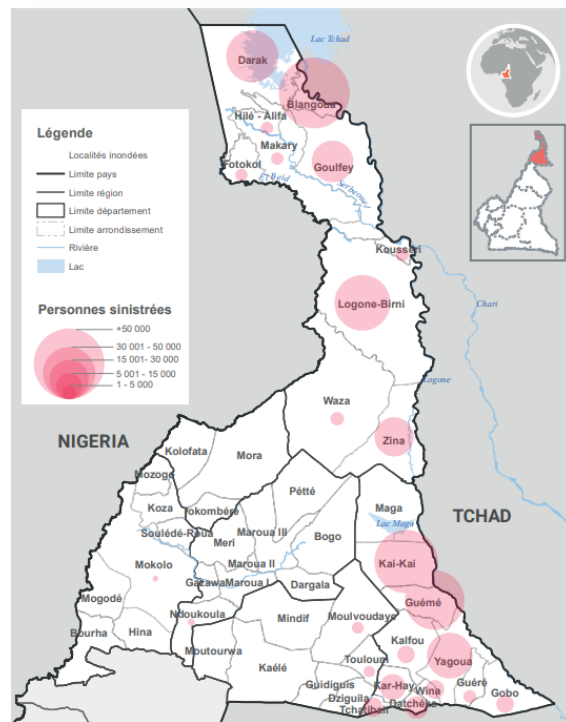 Lac Tchad
Darak
Blangoua
Hilé - Alifa
Makary
Fotokol
El Beid
Goulfey
Serbewel
Légende
Localités inondées
Limite pays
Limite région
Limite département
Limite arrondissement
Rivière
Lac
Personnes sinistrées
+50 000
30 001 - 50 000
15 001- 30 000
5 001 - 15 000
1 - 5 000
Kousséri
Logone-Birni
Chari
Logone
Waza
Zina
NIGERIA
TCHAD
Kolofata
Mora
Mozogo
Koza
Tokombéré
Pétté
Maga
Lac Maga
Soulédé-Roua
Meri
Maroua III
Bogo
Mokolo
Maroua II
Kai-Kai
Gazawa
Maroua I
Dargala
Mogodé
Ndoukoula
Guémé
Bourha
Hina
Moutourwa
Mindif
Moulvoudaye
Kalfou
Kaélé
Touloum
Yagoua
Guidiguis
Kar-Hay
Wina
Guéré
Gobo
Dziguila
Tchatibali
Datchéka